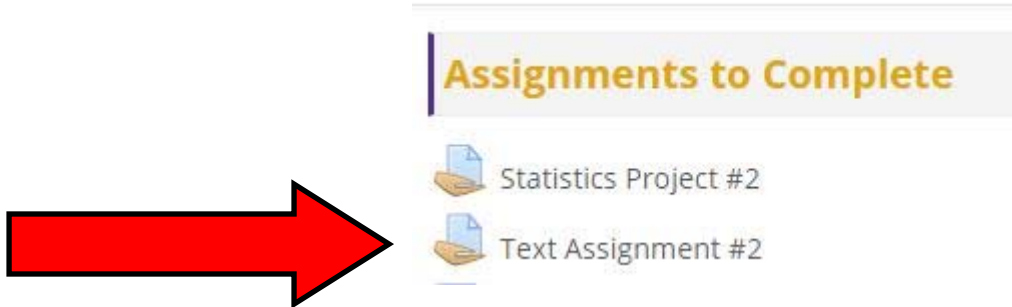 Assignments to Complete
Statistics Project #2
Text Assignment #2